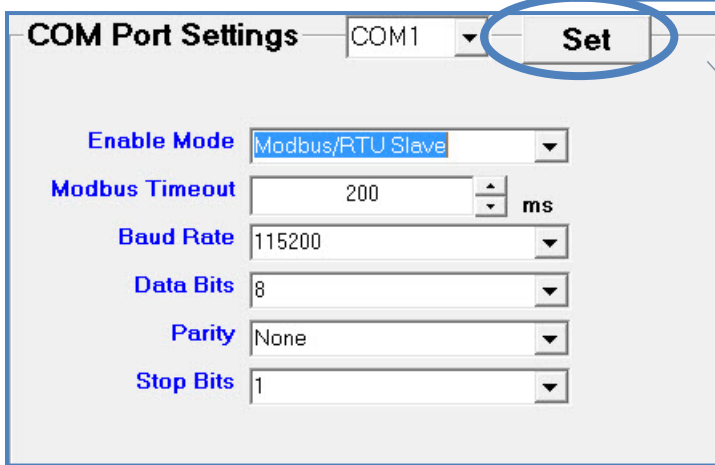 COM Port Settings COM1 Set
Enable Mode Modbus/RTU Slave
Modbus Timeout 200 ms
Baud Rate 115200
Data Bits 8
Parity None
Stop Bits 1